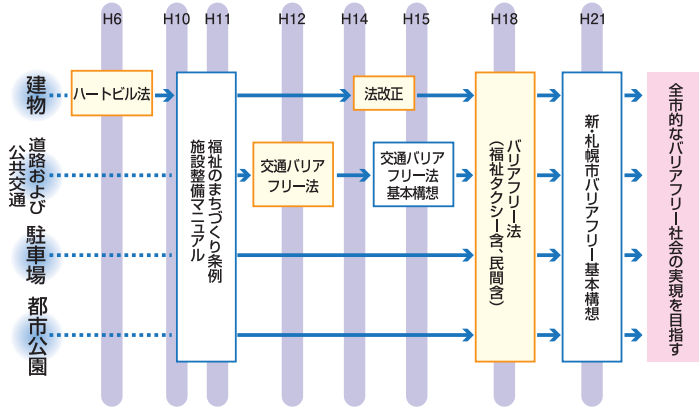 H6
H10
H11
H12
H14
H15
H18
H21
建物
ハートビル法
法改正
道路および
公共交通
交通バリア
フリー法
交通バリア
フリー法
基本構想
駐車場
都市公園
福祉のまちづくり条例
施設整備マニュアル
バリアフリー法
（福祉タクシー含、民間含）
新・札幌市バリアフリー基本構想
全市的なバリアフリー社会の実現を目指す